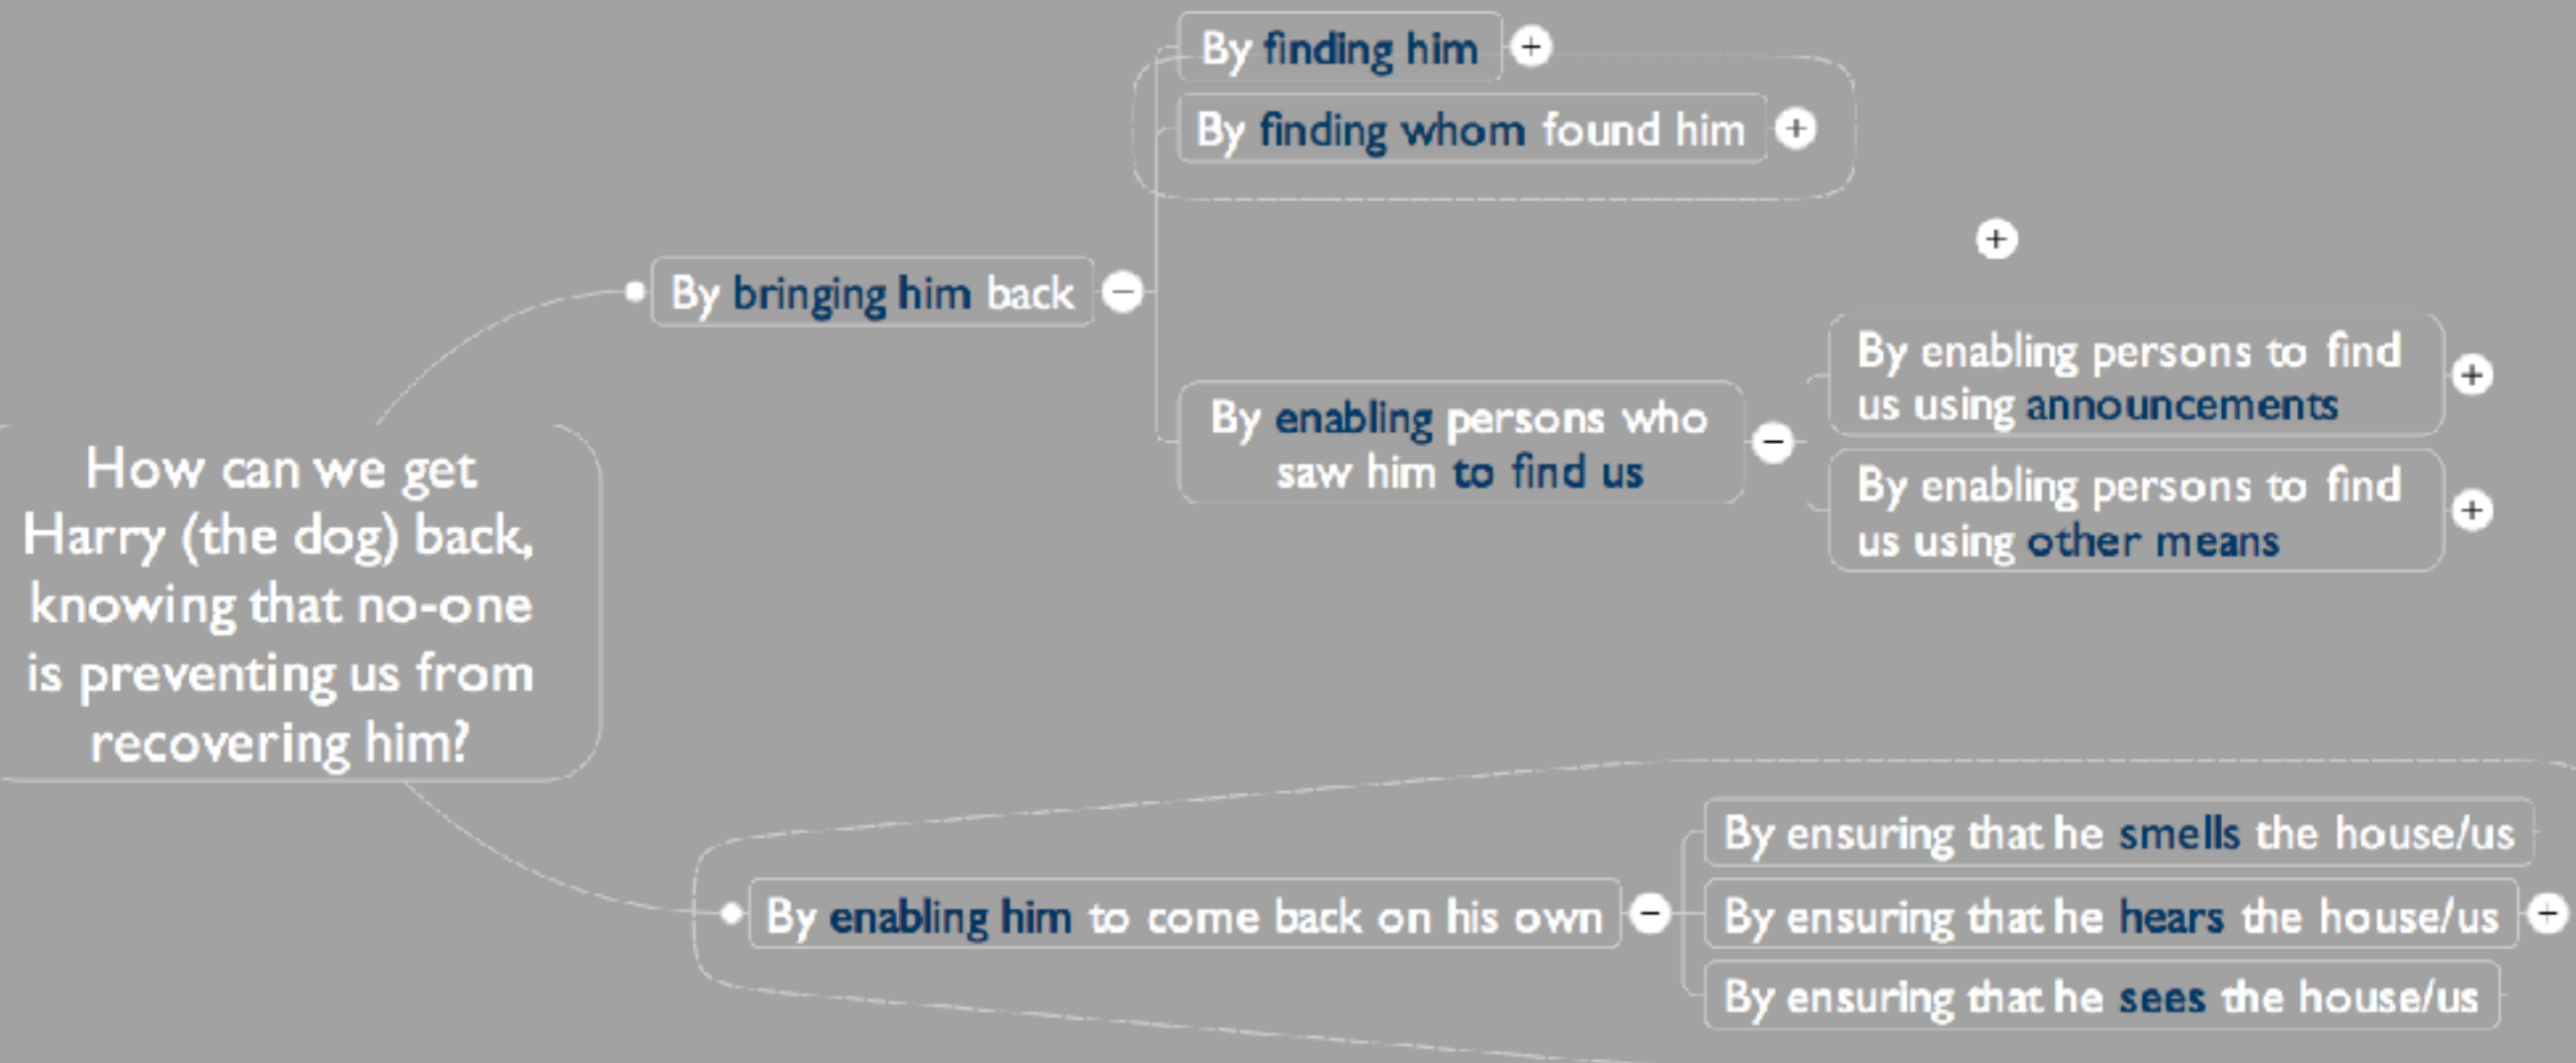 By finding him +
By finding whom found him +
+
By bringing him back −
By enabling persons who
saw him to find us −
By enabling persons to find
us using announcements +
By enabling persons to find
us using other means +
How can we get
Harry (the dog) back,
knowing that no-one
is preventing us from
recovering him?
By enabling him to come back on his own −
By ensuring that he smells the house/us
By ensuring that he hears the house/us +
By ensuring that he sees the house/us